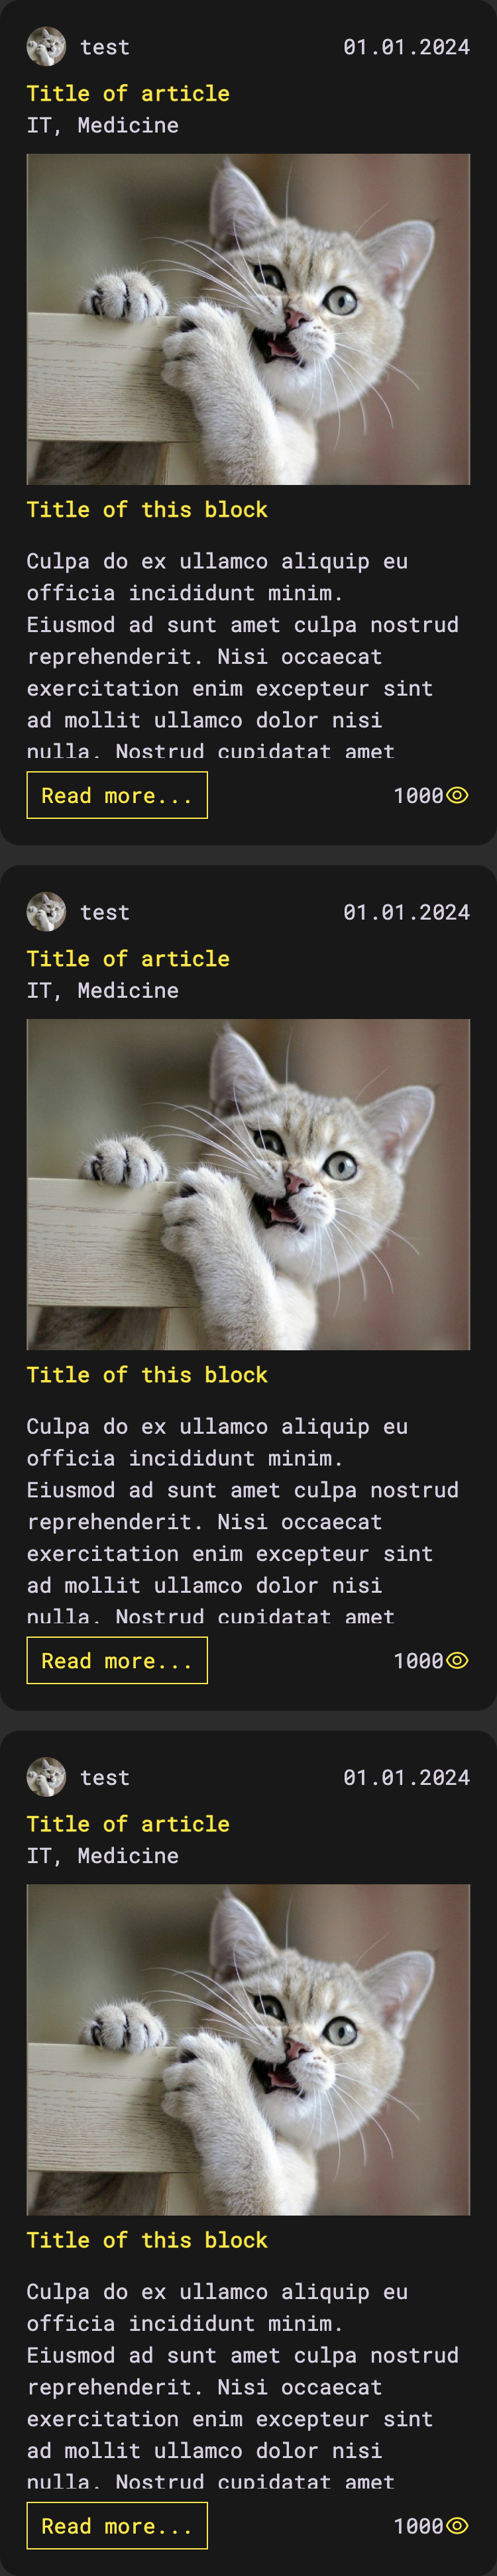 test 01.01.2024
Title of article
IT, Medicine
Title of this block
Culpa do ex ullamco aliquip eu
officia incididunt minim.
Eiusmod ad sunt amet culpa nostrud
reprehenderit. Nisi occaecat
exercitation enim excepteur sint
ad mollit ullamco dolor nisi
nulla. Nostrud cupidatat amet
Read more... 1000
test 01.01.2024
Title of article
IT, Medicine
Title of this block
Culpa do ex ullamco aliquip eu
officia incididunt minim.
Eiusmod ad sunt amet culpa nostrud
reprehenderit. Nisi occaecat
exercitation enim excepteur sint
ad mollit ullamco dolor nisi
nulla. Nostrud cupidatat amet
Read more... 1000
test 01.01.2024
Title of article
IT, Medicine
Title of this block
Culpa do ex ullamco aliquip eu
officia incididunt minim.
Eiusmod ad sunt amet culpa nostrud
reprehenderit. Nisi occaecat
exercitation enim excepteur sint
ad mollit ullamco dolor nisi
nulla. Nostrud cupidatat amet
Read more... 1000